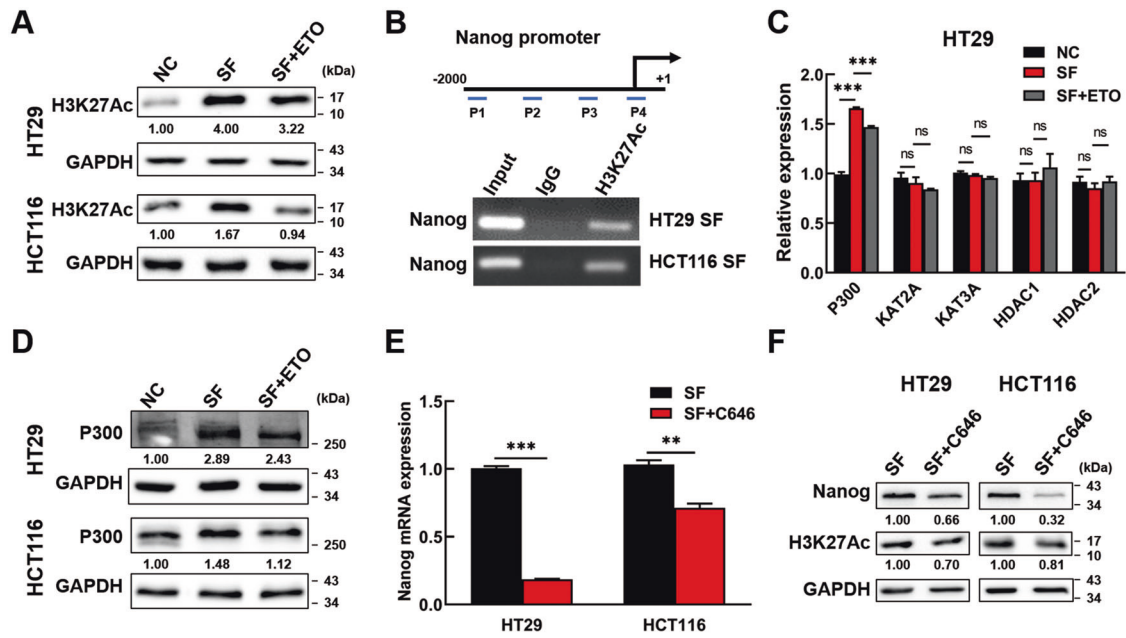 A
NC SF SF+ETO (kDa)
HT29
H3K27Ac
17
10
1.00 4.00 3.22
GAPDH
43
34
HCT116
H3K27Ac
17
10
1.00 1.67 0.94
GAPDH
43
34
B
Nanog promoter
-2000 +1
P1 P2 P3 P4
Input IgG H3K27Ac
Nanog HT29 SF
Nanog HCT116 SF
C
HT29
NC
SF
SF+ETO
Relative expression
2.0
1.5
1.0
0.5
0.0
***
***
ns ns ns ns
ns ns ns ns
P300 KAT2A KAT3A HDAC1 HDAC2
D
NC SF SF+ETO (kDa)
HT29
P300
250
1.00 2.89 2.43
GAPDH
43
34
HCT116
P300
250
1.00 1.48 1.12
GAPDH
43
34
E
SF
SF+C646
Nanog mRNA expression
1.5
1.0
0.5
0.0
*** **
HT29 HCT116
F
HT29 HCT116
SF SF+C646 SF SF+C646 (kDa)
Nanog
43
34
1.00 0.66 1.00 0.32
H3K27Ac
17
10
1.00 0.70 1.00 0.81
GAPDH
43
34